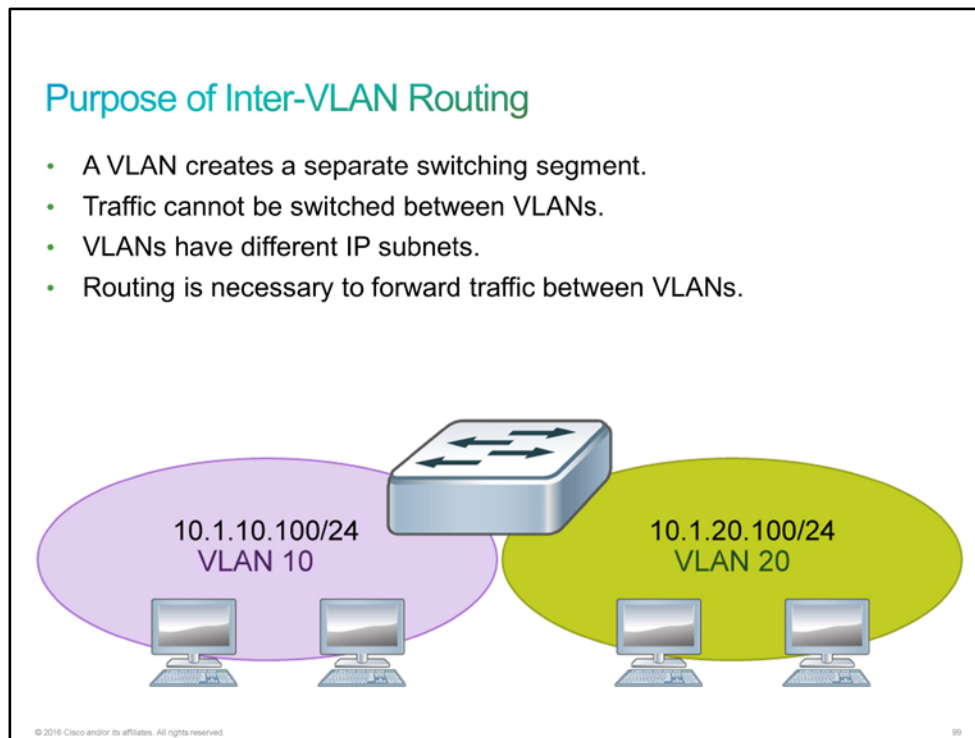 Purpose of Inter-VLAN Routing
• A VLAN creates a separate switching segment.
• Traffic cannot be switched between VLANs.
• VLANs have different IP subnets.
• Routing is necessary to forward traffic between VLANs.
10.1.10.100/24
VLAN 10
10.1.20.100/24
VLAN 20
© 2016 Cisco and/or its affiliates. All rights reserved.
99